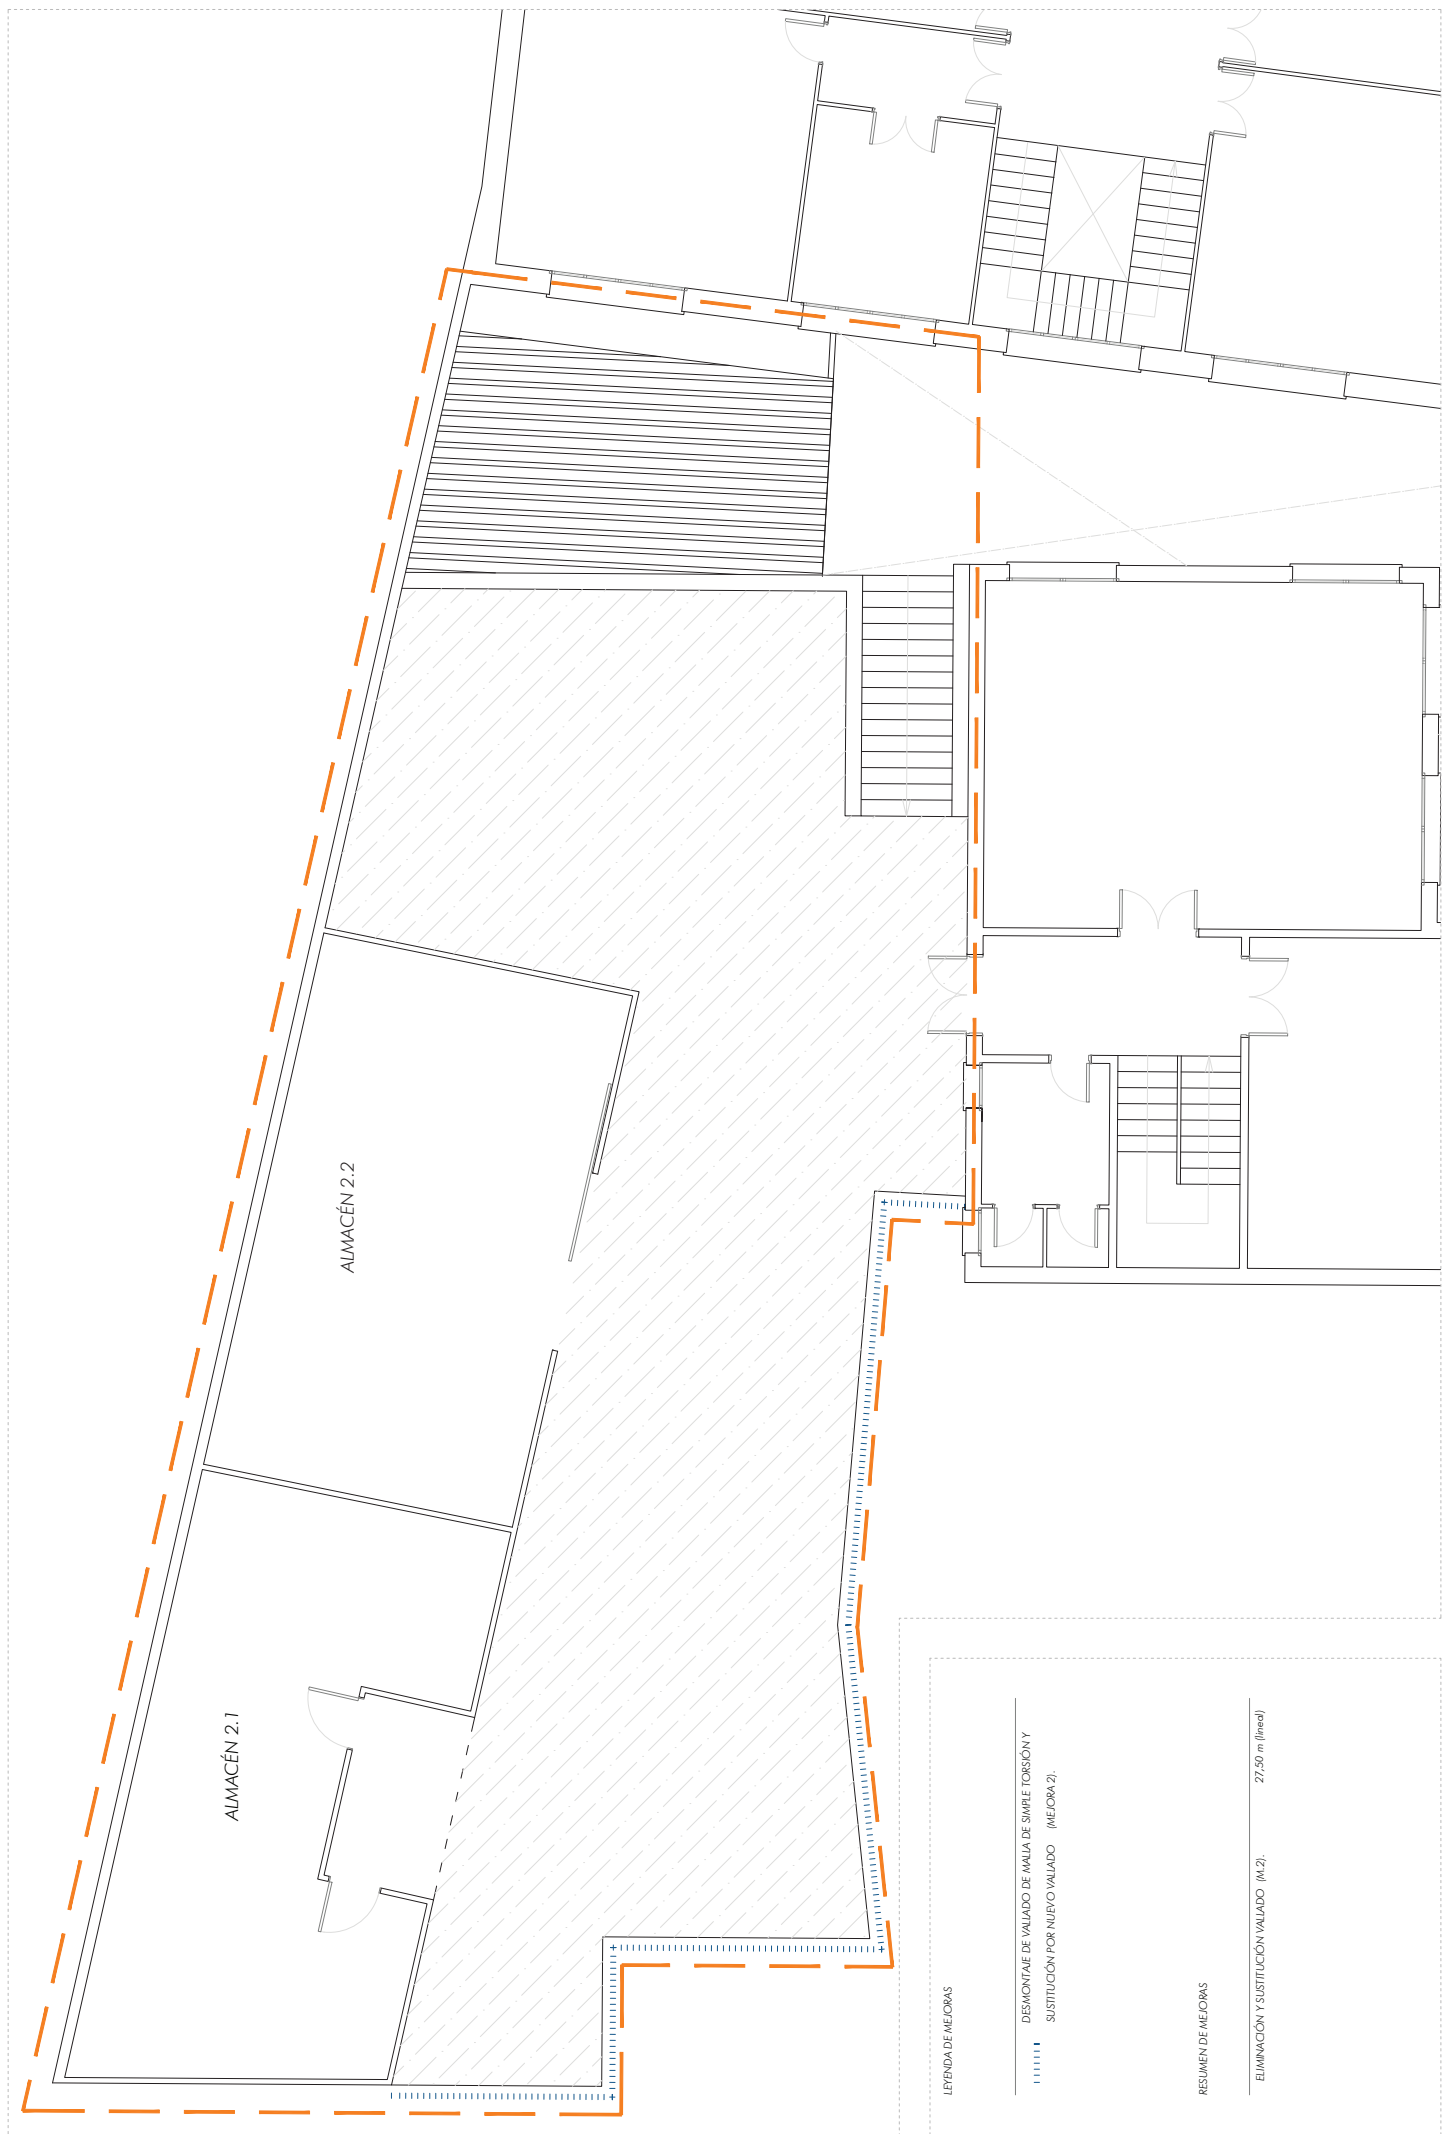 ALMACÉN 2.1
ALMACÉN 2.2
LEYENDA DE MEJORAS
DESMONTAJE DE VALLADO DE MALLA DE SIMPLE TORSIÓN Y
SUSTITUCIÓN POR NUEVO VALLADO (MEJORA 2).
RESUMEN DE MEJORAS
ELIMINACIÓN Y SUSTITUCIÓN VALLADO (M.2). 27,50 m (lineal)